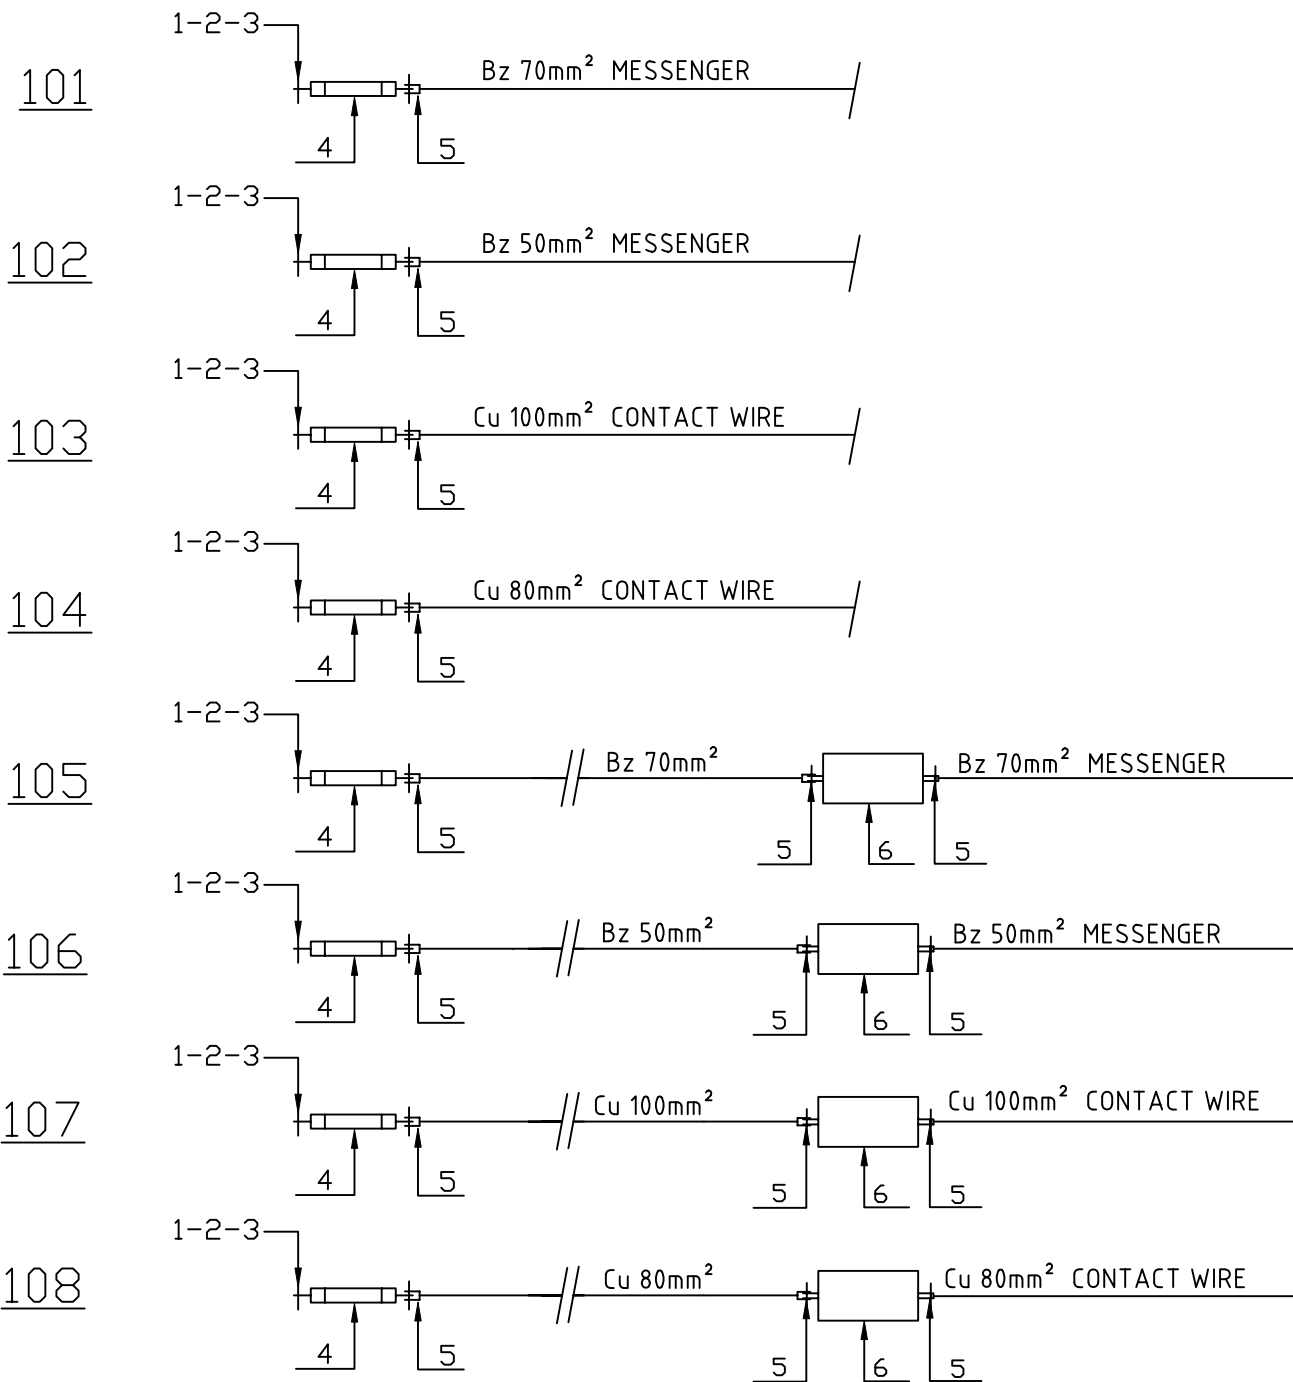 1-2-3
101
Bz 70mm² MESSENGER
4 5
1-2-3
102
Bz 50mm² MESSENGER
4 5
1-2-3
103
Cu 100mm² CONTACT WIRE
4 5
1-2-3
104
Cu 80mm² CONTACT WIRE
4 5
1-2-3
105
Bz 70mm² Bz 70mm² MESSENGER
4 5 5 6 5
1-2-3
106
Bz 50mm² Bz 50mm² MESSENGER
4 5 5 6 5
1-2-3
107
Cu 100mm² Cu 100mm² CONTACT WIRE
4 5 5 6 5
1-2-3
108
Cu 80mm² Cu 80mm² CONTACT WIRE
4 5 5 6 5